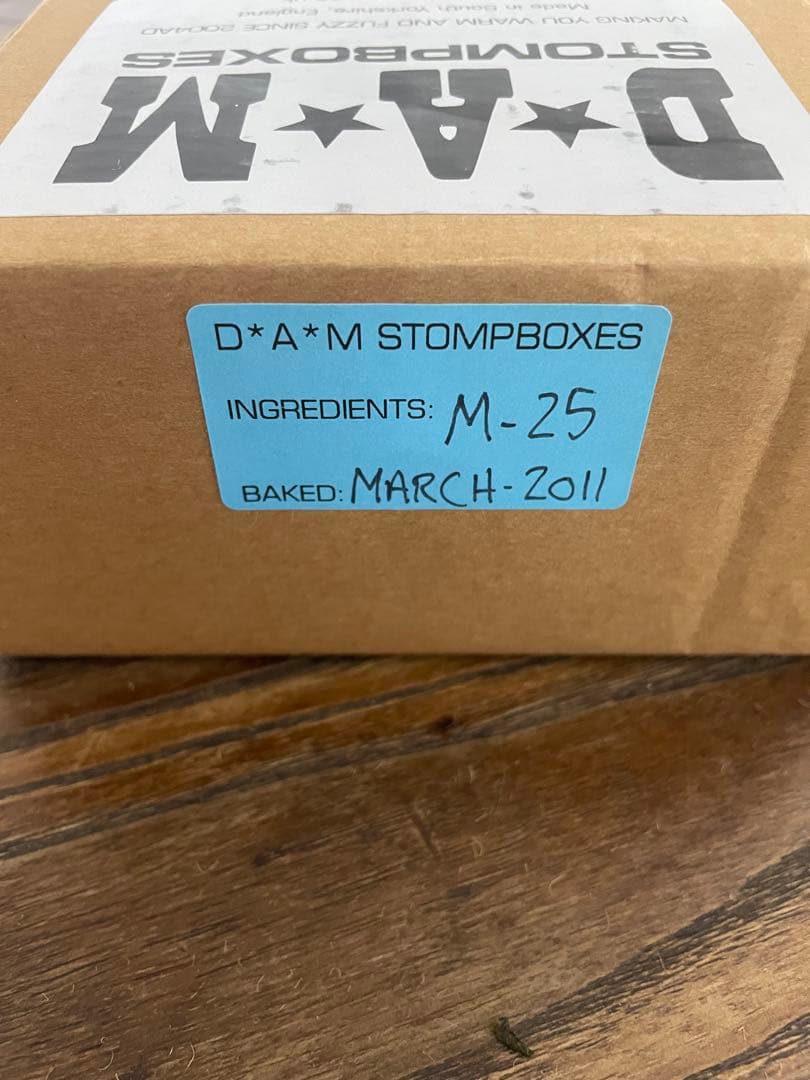 D★A★M
STOMPBOXES
MAKING YOU WARM AND FUZZY SINCE 2004AD
Made in South Yorkshire, England
D*A*M STOMPBOXES
INGREDIENTS: M-25
BAKED: MARCH-2011